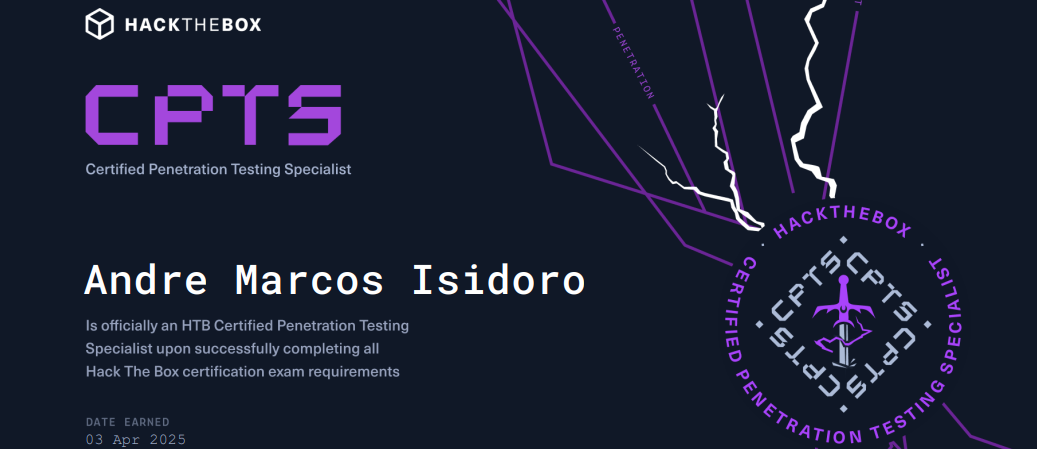 HACKTHEBOX
CPTS
Certified Penetration Testing Specialist
Andre Marcos Isidoro
Is officially an HTB Certified Penetration Testing
Specialist upon successfully completing all
Hack The Box certification exam requirements
DATE EARNED
03 Apr 2025
PENETRATION
HACKTHEBOX
CERTIFIED PENETRATION TESTING SPECIALIST
CPTS
CPTS
CPTS
CPTS